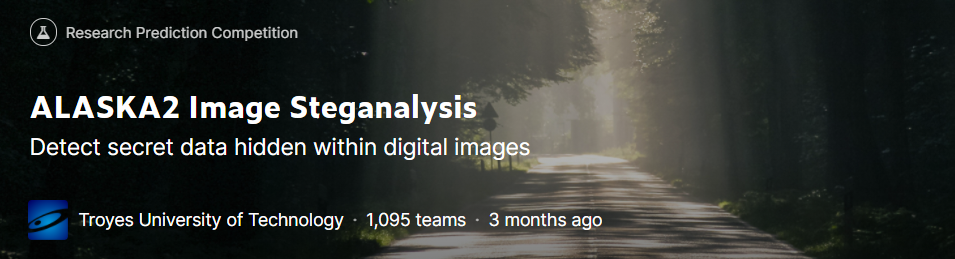 Research Prediction Competition
ALASKA2 Image Steganalysis
Detect secret data hidden within digital images
Troyes University of Technology · 1,095 teams · 3 months ago